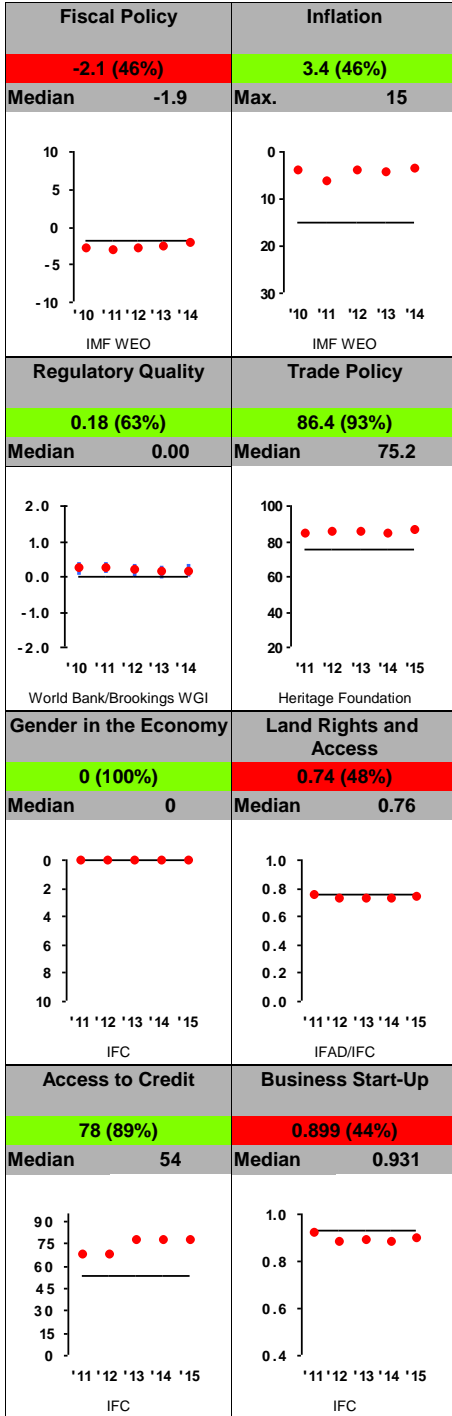 Fiscal Policy
-2.1 (46%)
Median -1.9
10
5
0
-5
-10
'10 '11 '12 '13 '14
IMF WEO
Inflation
3.4 (46%)
Max. 15
0
10
20
30
'10 '11 '12 '13 '14
IMF WEO
Regulatory Quality
0.18 (63%)
Median 0.00
2.0
1.0
0.0
-1.0
-2.0
'10 '11 '12 '13 '14
World Bank/Brookings WGI
Trade Policy
86.4 (93%)
Median 75.2
100
80
60
40
20
'11 '12 '13 '14 '15
Heritage Foundation
Gender in the Economy
0 (100%)
Median 0
0
2
4
6
8
10
'11 '12 '13 '14 '15
IFC
Land Rights and
Access
0.74 (48%)
Median 0.76
1.0
0.8
0.6
0.4
0.2
0.0
'11 '12 '13 '14 '15
IFAD/IFC
Access to Credit
78 (89%)
Median 54
90
75
60
45
30
15
0
'11 '12 '13 '14 '15
IFC
Business Start-Up
0.899 (44%)
Median 0.931
1.0
0.8
0.6
0.4
'11 '12 '13 '14 '15
IFC